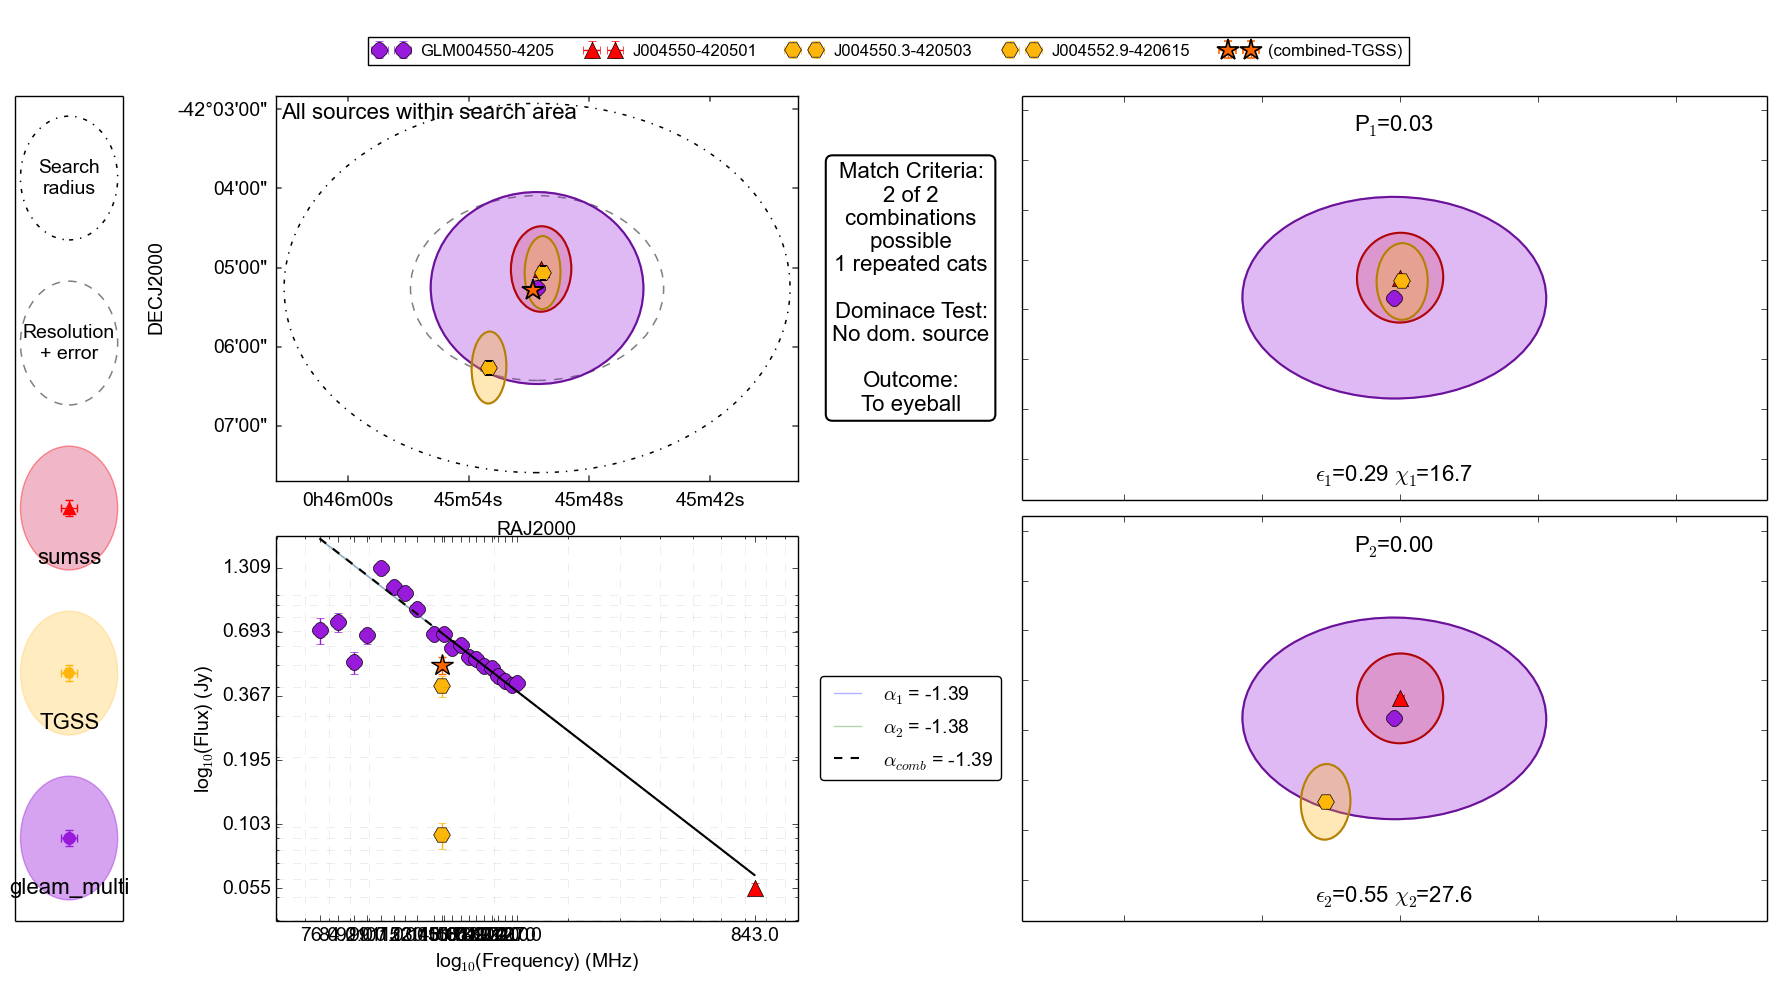 GLM004550-4205 J004550-420501 J004550.3-420503 J004552.9-420615 (combined-TGSS)
Search
radius
Resolution
+ error
sumss
TGSS
gleam_multi
All sources within search area
DECJ2000
-42°03'00"
04'00"
05'00"
06'00"
07'00"
0h46m00s 45m54s 45m48s 45m42s
RAJ2000
Match Criteria:
2 of 2
combinations
possible
1 repeated cats
Dominace Test:
No dom. source
Outcome:
To eyeball
P1=0.03
ϵ1=0.29 χ1=16.7
log10(Flux) (Jy)
1.309
0.693
0.367
0.195
0.103
0.055
843.0
log10(Frequency) (MHz)
α1 = -1.39
α2 = -1.38
αcomb = -1.39
P2=0.00
ϵ2=0.55 χ2=27.6